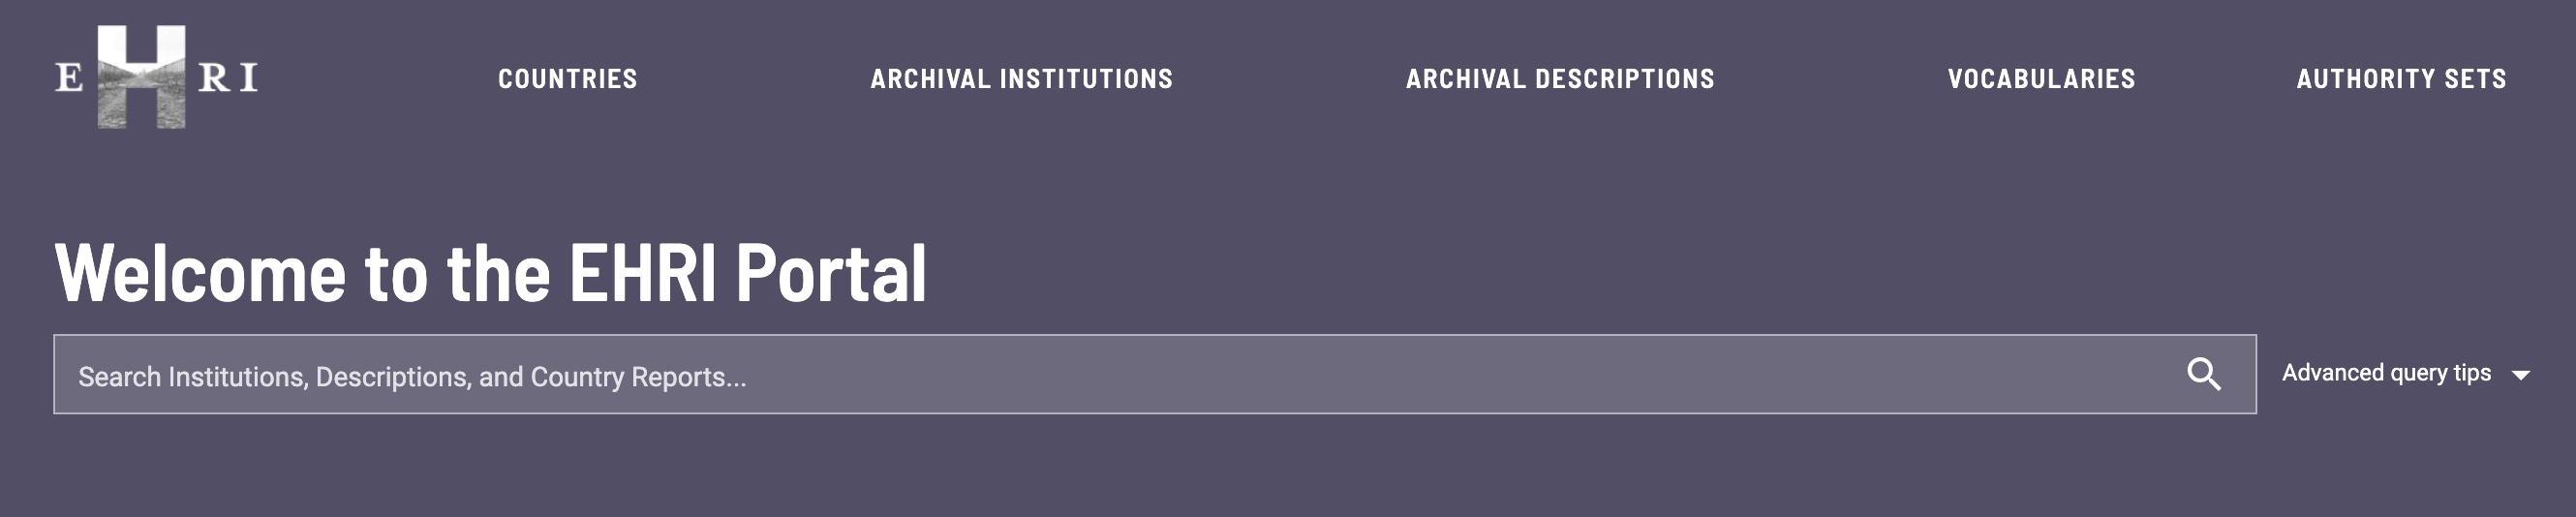 EHRI
COUNTRIES
ARCHIVAL INSTITUTIONS
ARCHIVAL DESCRIPTIONS
VOCABULARIES
AUTHORITY SETS
Welcome to the EHRI Portal
Search Institutions, Descriptions, and Country Reports...
Advanced query tips